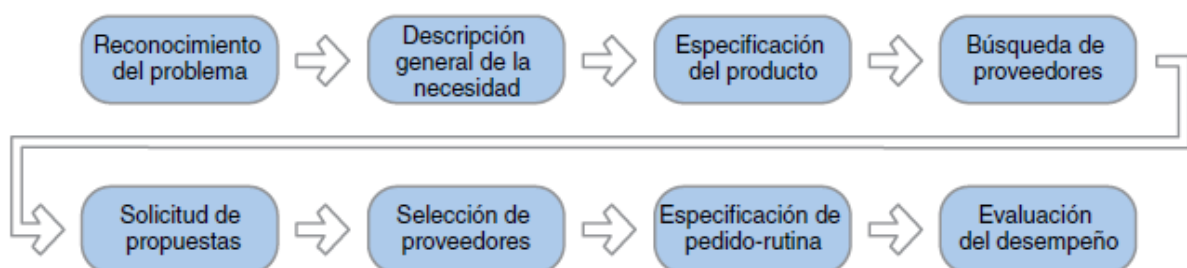 Reconocimiento
del problema
Descripción
general de la
necesidad
Especificación
del producto
Búsqueda de
proveedores
Solicitud de
propuestas
Selección de
proveedores
Especificación de
pedido-rutina
Evaluación
del desempeño